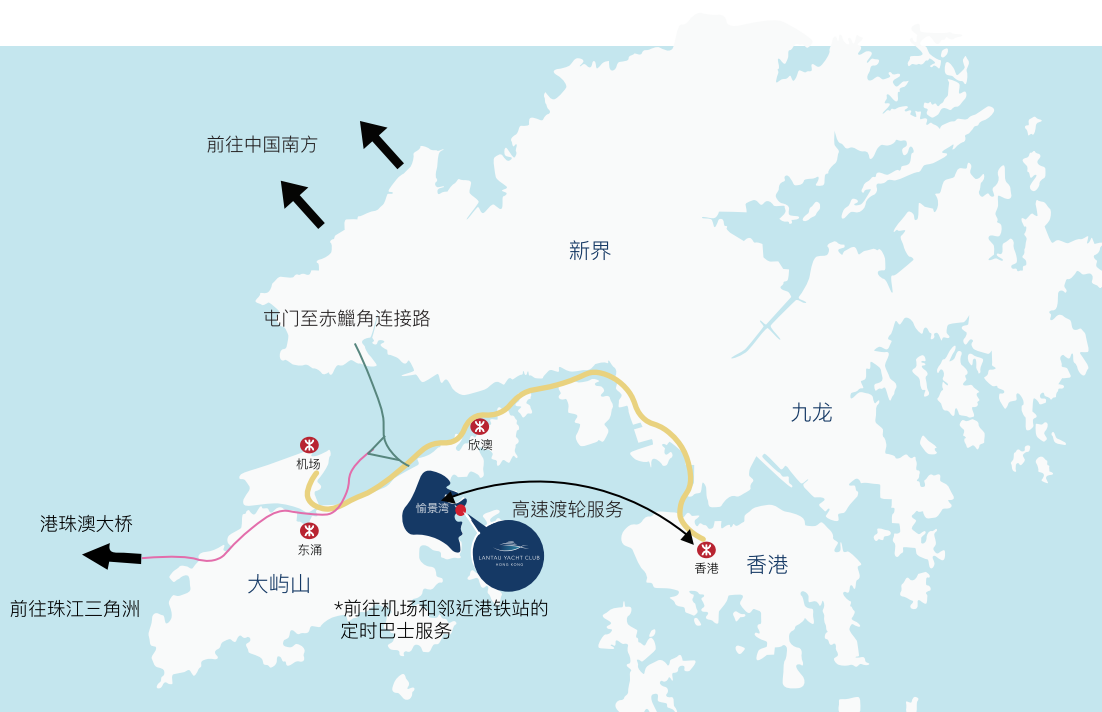 前往中国南方
新界
屯门至赤鱲角连接路
九龙
欣澳
机场
愉景湾
高速渡轮服务
港珠澳大桥
东涌
LANTAU YACHT CLUB
HONG KONG
香港
香港
大屿山
前往珠江三角洲
*前往机场和邻近港铁站的
定时巴士服务